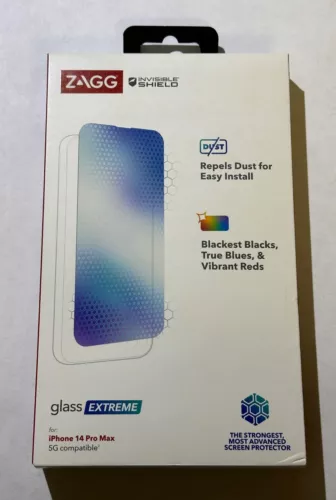 ZAGG INVISIBLE SHIELD
DUST
Repels Dust for
Easy Install
Blackest Blacks,
True Blues, &
Vibrant Reds
glass EXTREME
for:
iPhone 14 Pro Max
5G compatible†
THE STRONGEST,
MOST ADVANCED
SCREEN PROTECTOR